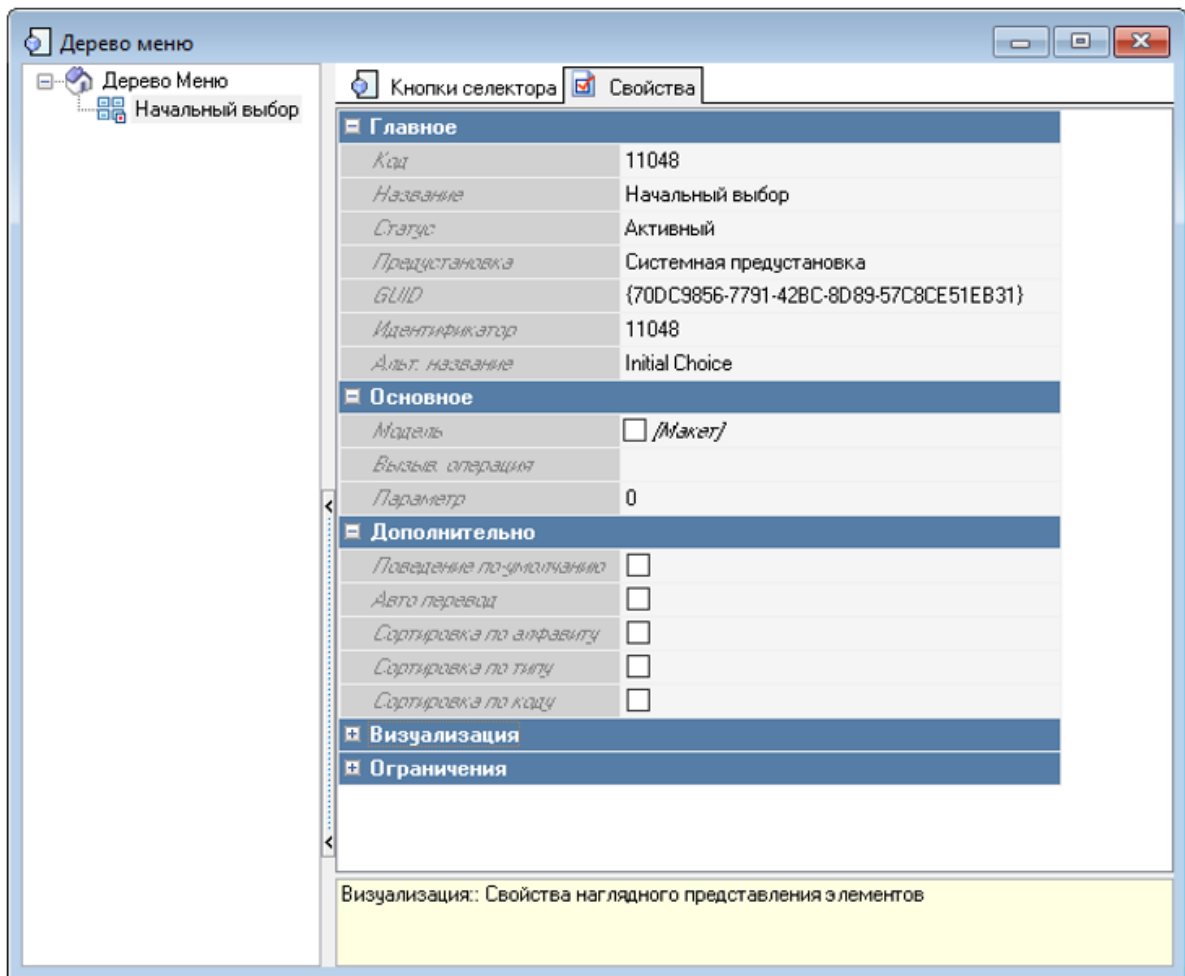 Дерево меню
Дерево Меню
Начальный выбор
Кнопки селектора Свойства
Главное
Код 11048
Название Начальный выбор
Статус Активный
Предустановка Системная предустановка
GUID {70DC9856-7791-42BC-8D89-57C8CE51EB31}
Идентификатор 11048
Альт. название Initial Choice
Основное
Модель [Макет]
Вызыв. операция
Параметр 0
Дополнительно
Поведение по-умолчанию
Авто перевод
Сортировка по алфавиту
Сортировка по типу
Сортировка по коду
Визуализация
Ограничения
Визуализация:: Свойства наглядного представления элементов